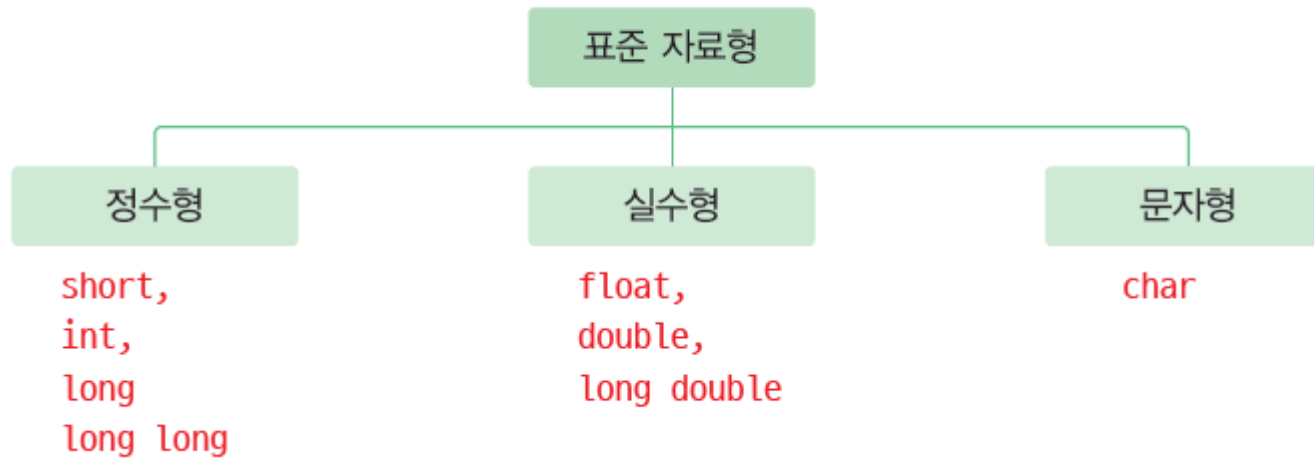 표준 자료형
정수형
short,
int,
long
long long
실수형
float,
double,
long double
문자형
char